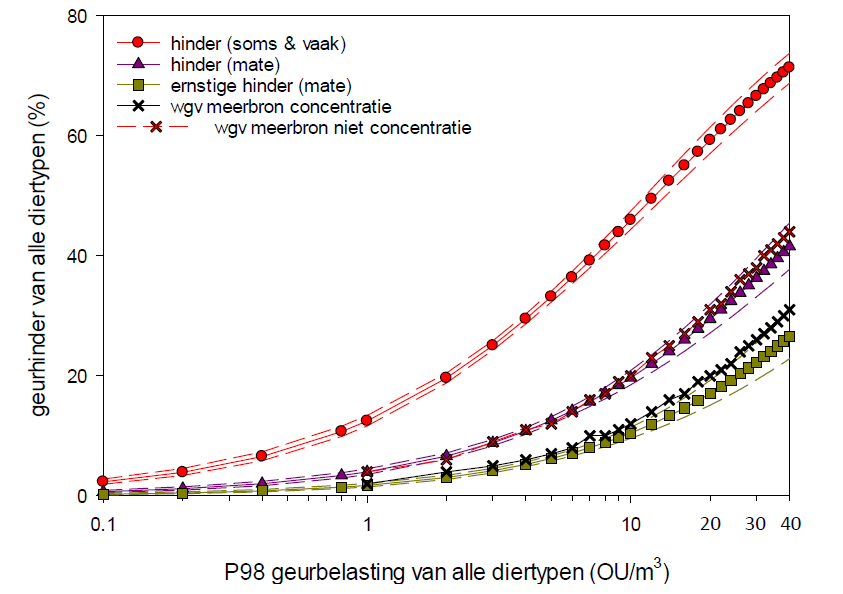 80
60
40
20
0
geurhinder van alle diertypen (%)
hinder (soms & vaak)
hinder (mate)
ernstige hinder (mate)
wgv meerbron concentratie
wgv meerbron niet concentratie
0.1 1 10 20 30 40
P98 geurbelasting van alle diertypen (OU/m³)